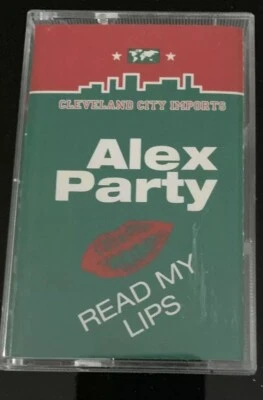 CLEVELAND CITY IMPORTS
Alex
Party
READ MY
LIPS